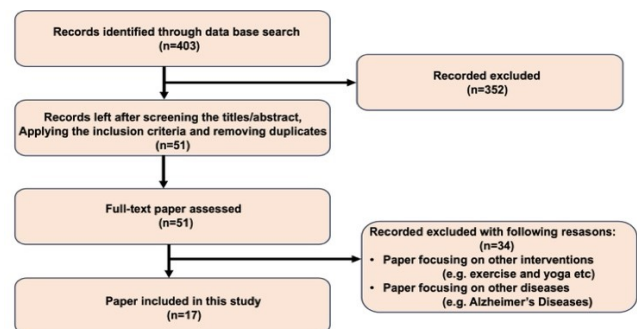 Records identified through data base search
(n=403)
Recorded excluded
(n=352)
Records left after screening the titles/abstract,
Applying the inclusion criteria and removing duplicates
(n=51)
Full-text paper assessed
(n=51)
Recorded excluded with following reasons:
(n=34)
• Paper focusing on other interventions
(e.g. exercise and yoga etc)
• Paper focusing on other diseases
(e.g. Alzheimer's Diseases)
Paper included in this study
(n=17)